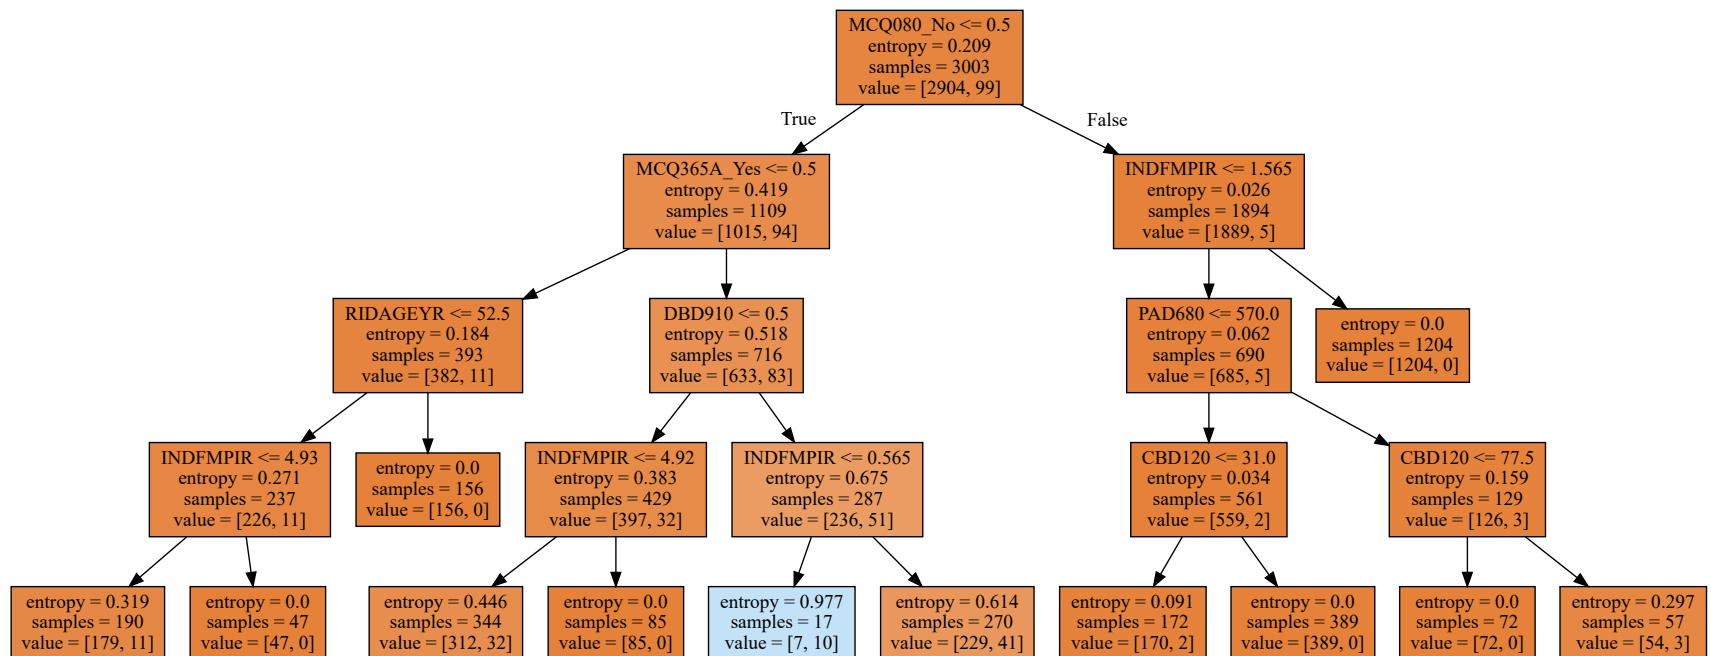 MCQ080_No <= 0.5
entropy = 0.209
samples = 3003
value = [2904, 99]
True
False
MCQ365A_Yes <= 0.5
entropy = 0.419
samples = 1109
value = [1015, 94]
INDFMPIR <= 1.565
entropy = 0.026
samples = 1894
value = [1889, 5]
RIDAGEYR <= 52.5
entropy = 0.184
samples = 393
value = [382, 11]
DBD910 <= 0.5
entropy = 0.518
samples = 716
value = [633, 83]
PAD680 <= 570.0
entropy = 0.062
samples = 690
value = [685, 5]
entropy = 0.0
samples = 1204
value = [1204, 0]
INDFMPIR <= 4.93
entropy = 0.271
samples = 237
value = [226, 11]
entropy = 0.0
samples = 156
value = [156, 0]
INDFMPIR <= 4.92
entropy = 0.383
samples = 429
value = [397, 32]
INDFMPIR <= 0.565
entropy = 0.675
samples = 287
value = [236, 51]
CBD120 <= 31.0
entropy = 0.034
samples = 561
value = [559, 2]
CBD120 <= 77.5
entropy = 0.159
samples = 129
value = [126, 3]
entropy = 0.319
samples = 190
value = [179, 11]
entropy = 0.0
samples = 47
value = [47, 0]
entropy = 0.446
samples = 344
value = [312, 32]
entropy = 0.0
samples = 85
value = [85, 0]
entropy = 0.977
samples = 17
value = [7, 10]
entropy = 0.614
samples = 270
value = [229, 41]
entropy = 0.091
samples = 172
value = [170, 2]
entropy = 0.0
samples = 389
value = [389, 0]
entropy = 0.0
samples = 72
value = [72, 0]
entropy = 0.297
samples = 57
value = [54, 3]